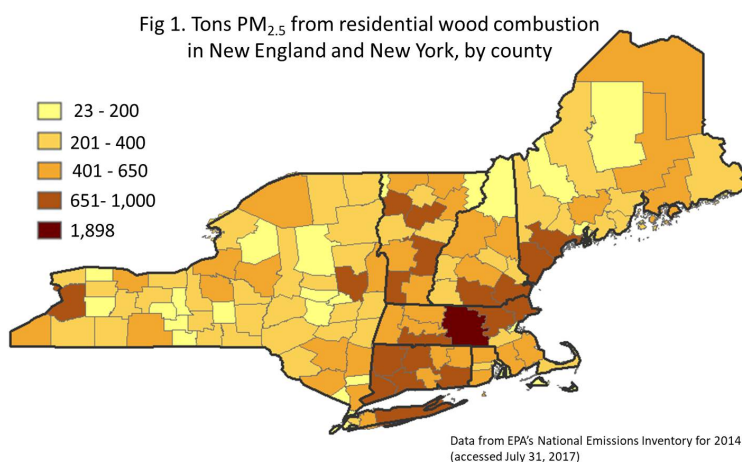 Fig 1. Tons PM2.5 from residential wood combustion
in New England and New York, by county
23 - 200
201 - 400
401 - 650
651- 1,000
1,898
Data from EPA's National Emissions Inventory for 2014
(accessed July 31, 2017)